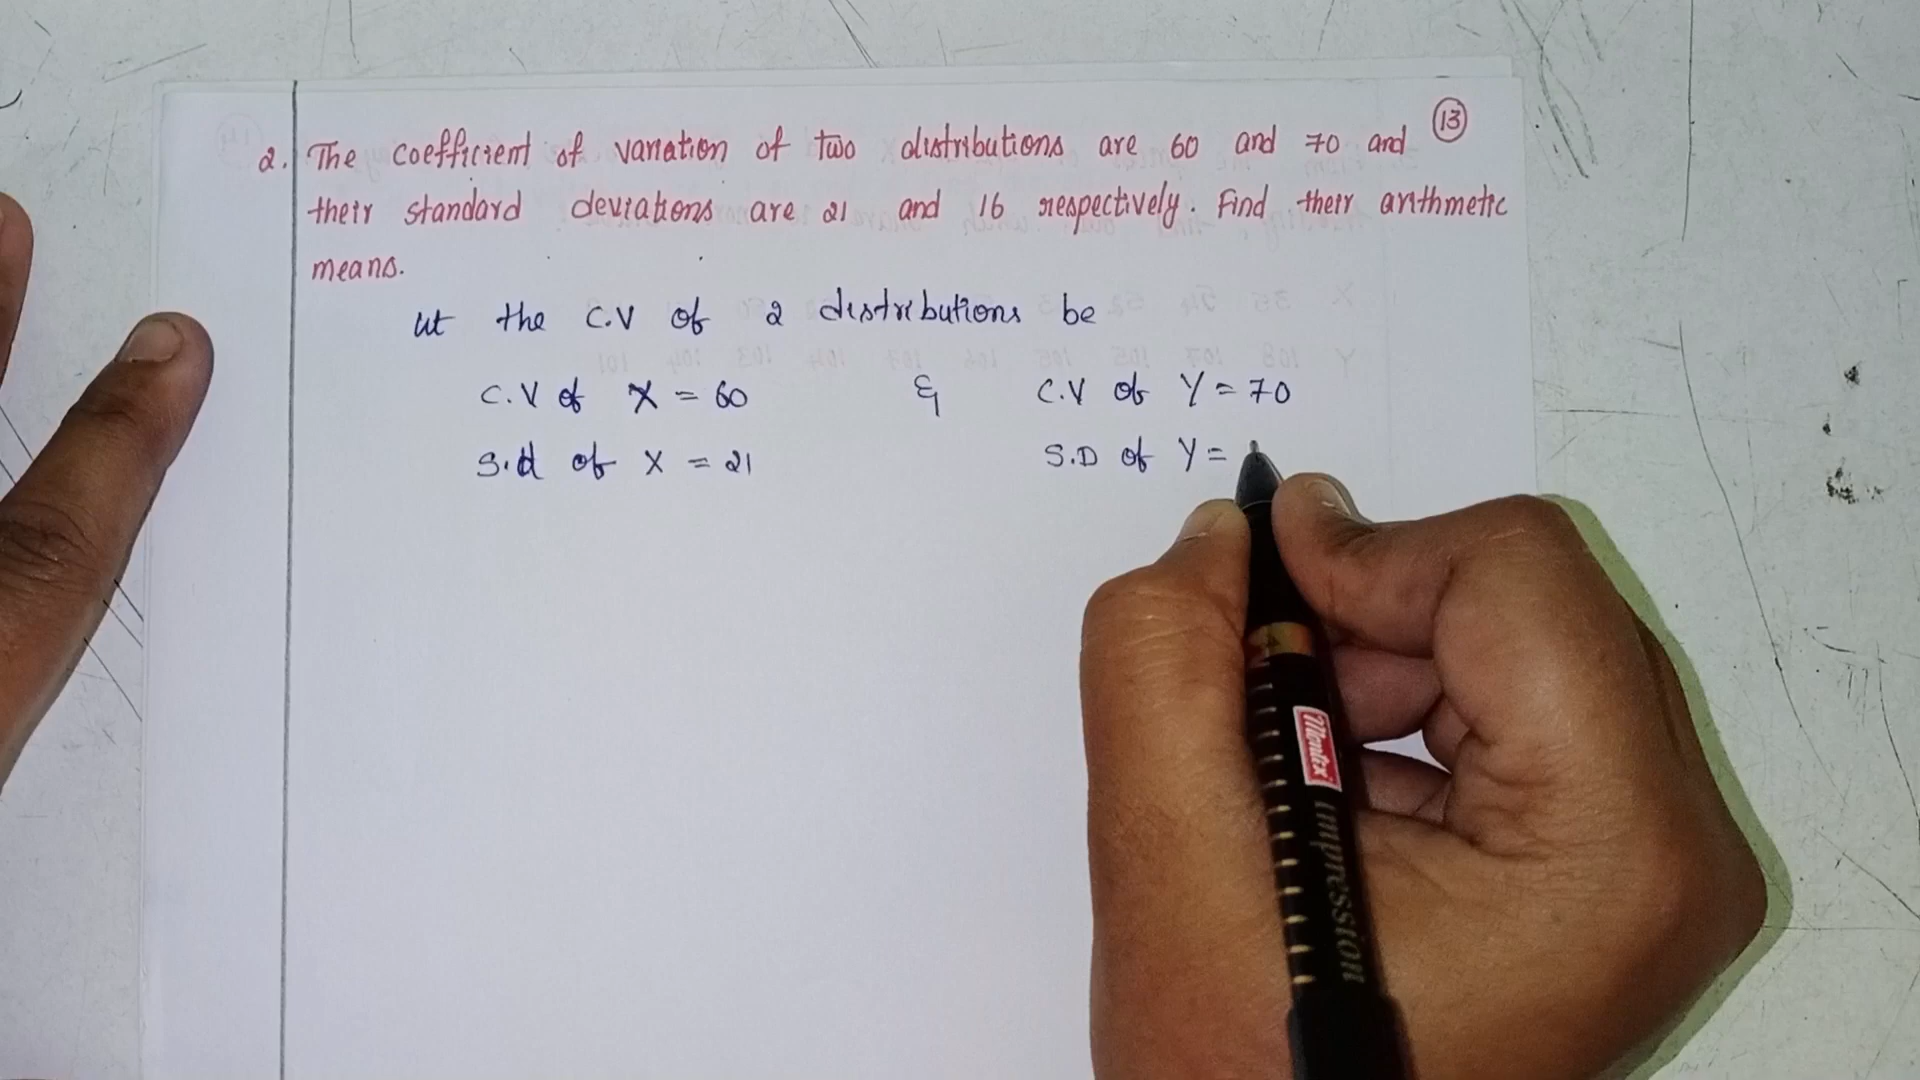 13
2. The coefficient of variation of two distributions are 60 and 70 and
their standard deviations are 21 and 16 respectively. Find their arithmetic
means.
Let the C.V of 2 distributions be
C.V of X = 60 & C.V of Y = 70
S.d of X = 21 S.D of Y =
Montex
Impression